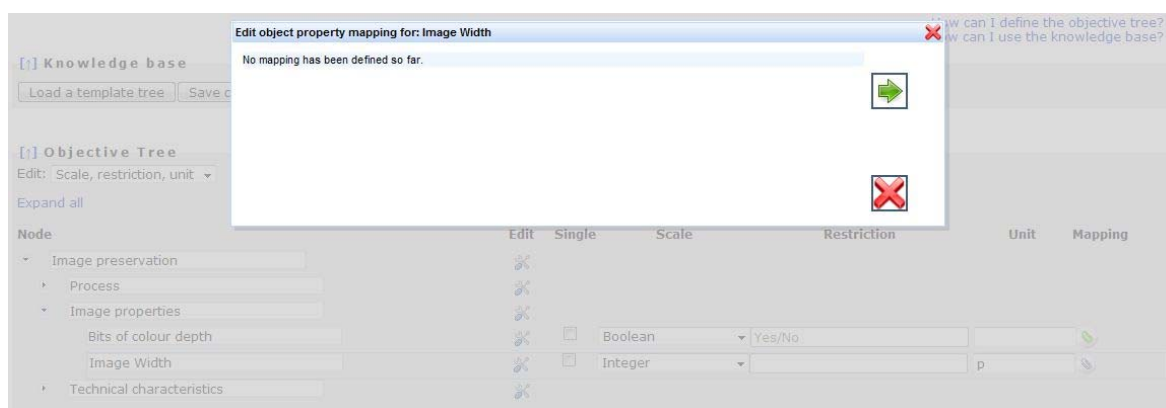 can I define the objective tree?
Edit object property mapping for: Image Width
can I use the knowledge base?
No mapping has been defined so far.
[↑] Knowledge base
Load a template tree Save
[↑] Objective Tree
Edit: Scale, restriction, unit
Expand all
Node Edit Single Scale Restriction Unit Mapping
Image preservation
Process
Image properties
Bits of colour depth Boolean Yes/No
Image Width Integer p
Technical characteristics